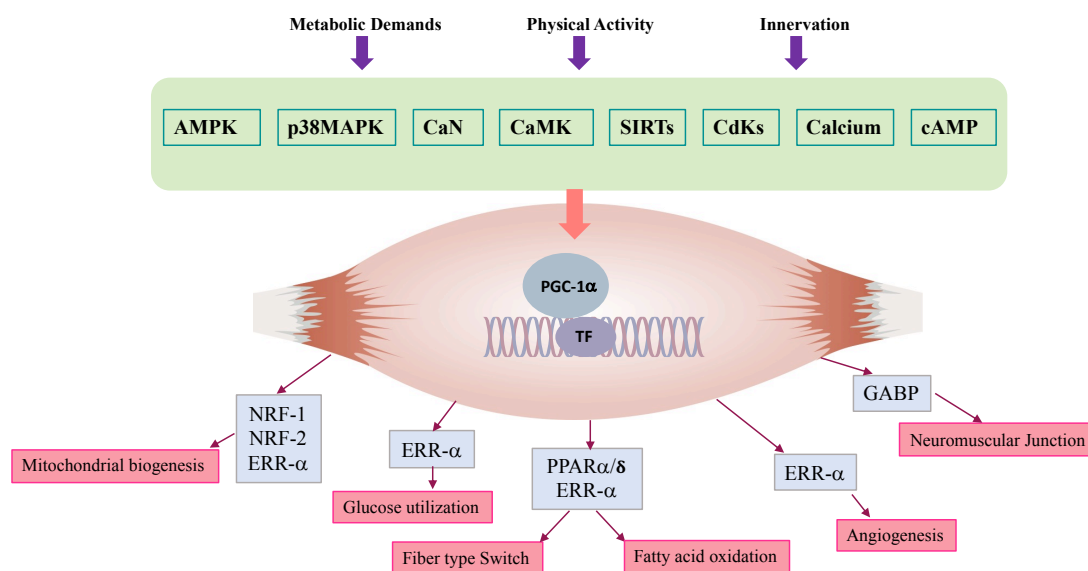 Metabolic Demands
Physical Activity
Innervation
AMPK
p38MAPK
CaN
CaMK
SIRTs
CdKs
Calcium
cAMP
PGC-1α
TF
NRF-1
NRF-2
ERR-α
Mitochondrial biogenesis
ERR-α
Glucose utilization
PPARα/δ
ERR-α
Fiber type Switch
Fatty acid oxidation
ERR-α
Angiogenesis
GABP
Neuromuscular Junction